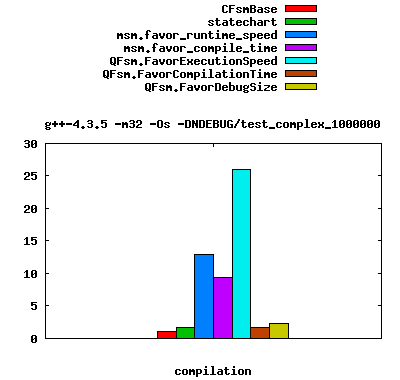 CFsmBase
statechart
msm.favor_runtime_speed
msm.favor_compile_time
QFsm.FavorExecutionSpeed
QFsm.FavorCompilationTime
QFsm.FavorDebugSize
g++-4.3.5 -m32 -Os -DNDEBUG/test_complex_1000000
30
25
20
15
10
5
0
compilation